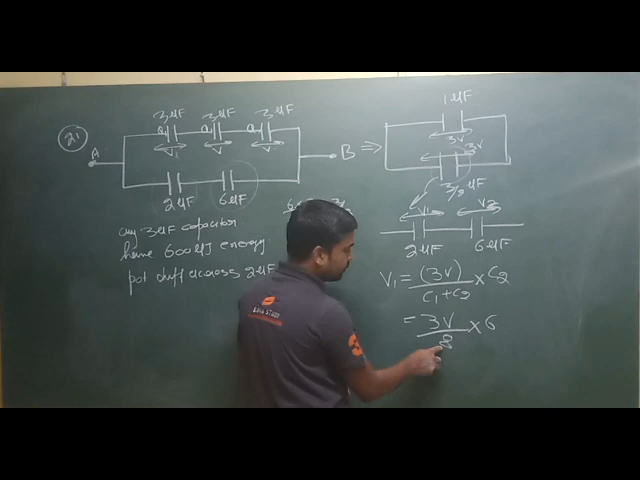 21
3μF 3μF 3μF
Q Q Q
V V V
A B ⇒
2μF 6μF
any 3μF capacitor
have 600μJ energy.
pot diff across 2μF
1μF
3V
3V
3/2 μF
V1 V2
2μF 6μF
V1 = (3V)/(C1+C2) × C2
= 3V/8 × 6